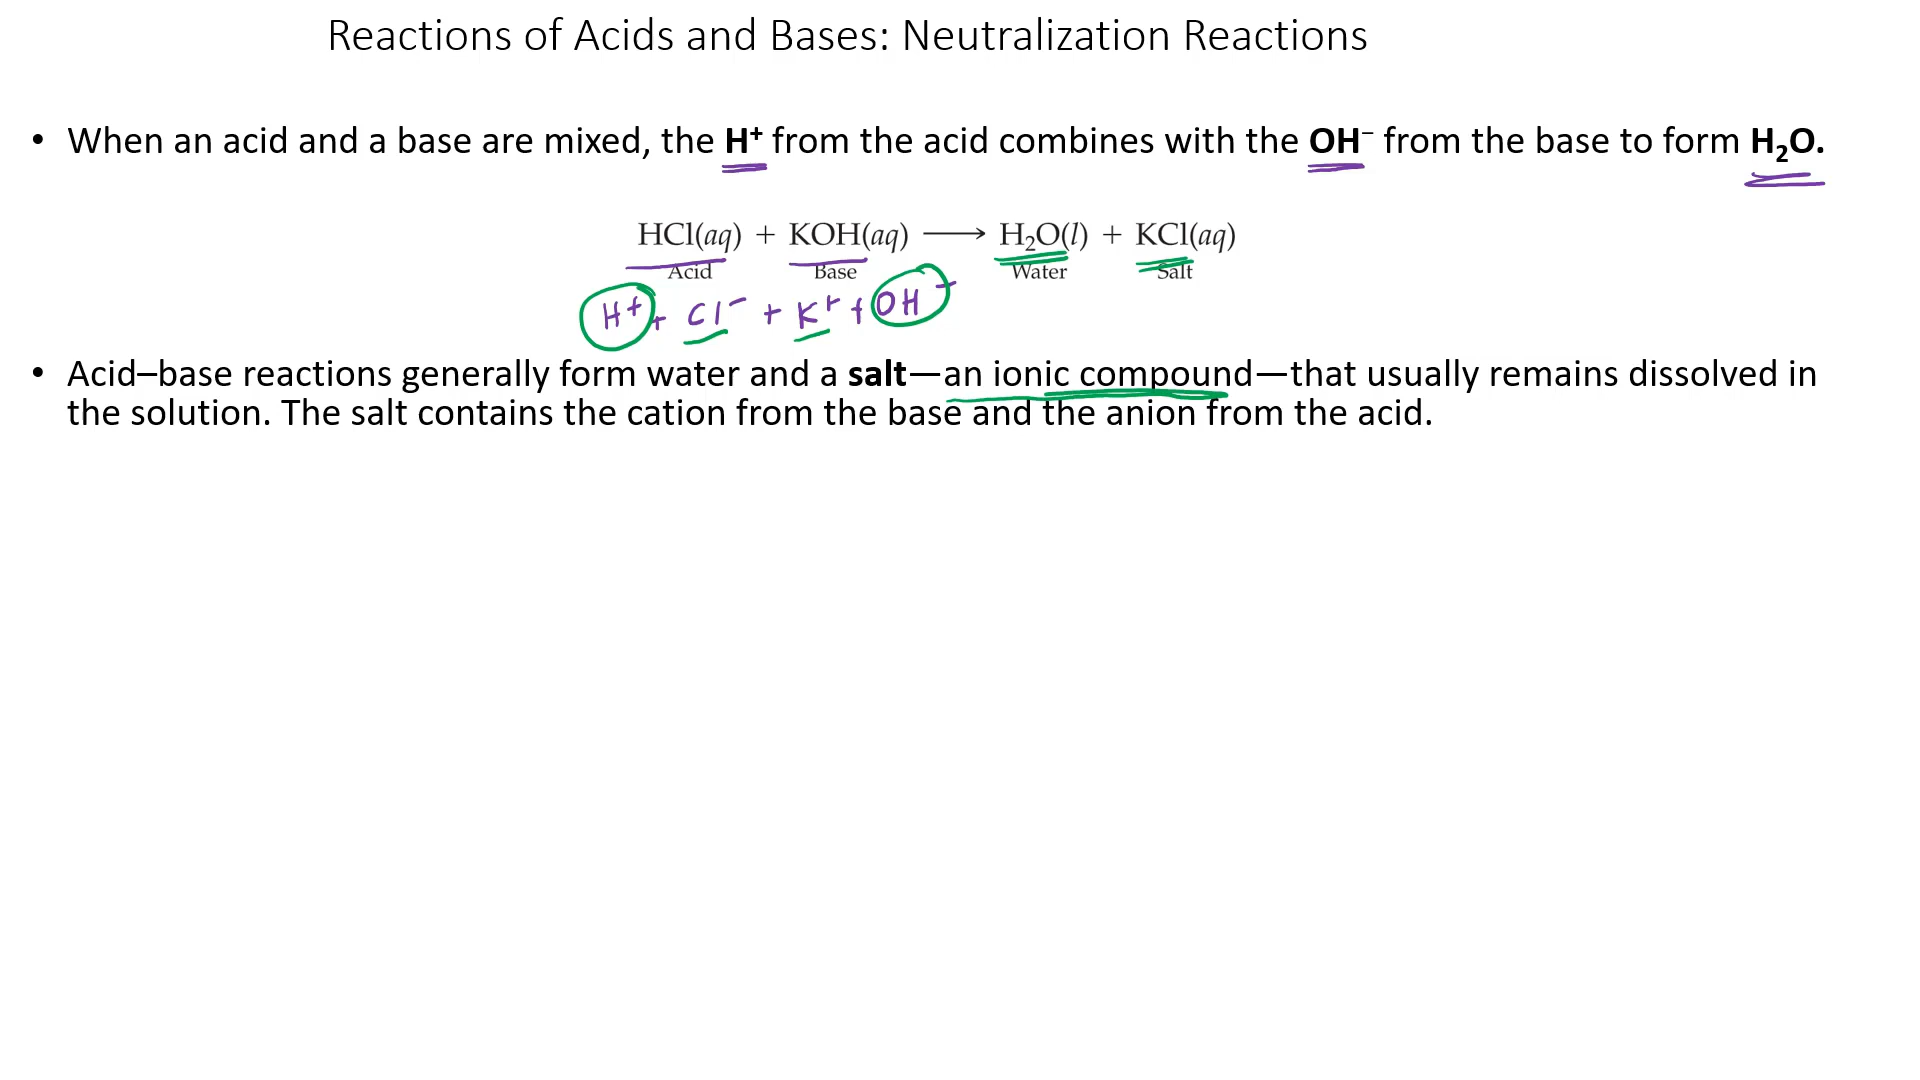 Reactions of Acids and Bases: Neutralization Reactions
• When an acid and a base are mixed, the H⁺ from the acid combines with the OH⁻ from the base to form H₂O.
HCl(aq) + KOH(aq) ⟶ H₂O(l) + KCl(aq)
Acid Base Water Salt
H⁺ + Cl⁻ + K⁺ + OH⁻
• Acid–base reactions generally form water and a salt—an ionic compound—that usually remains dissolved in
the solution. The salt contains the cation from the base and the anion from the acid.